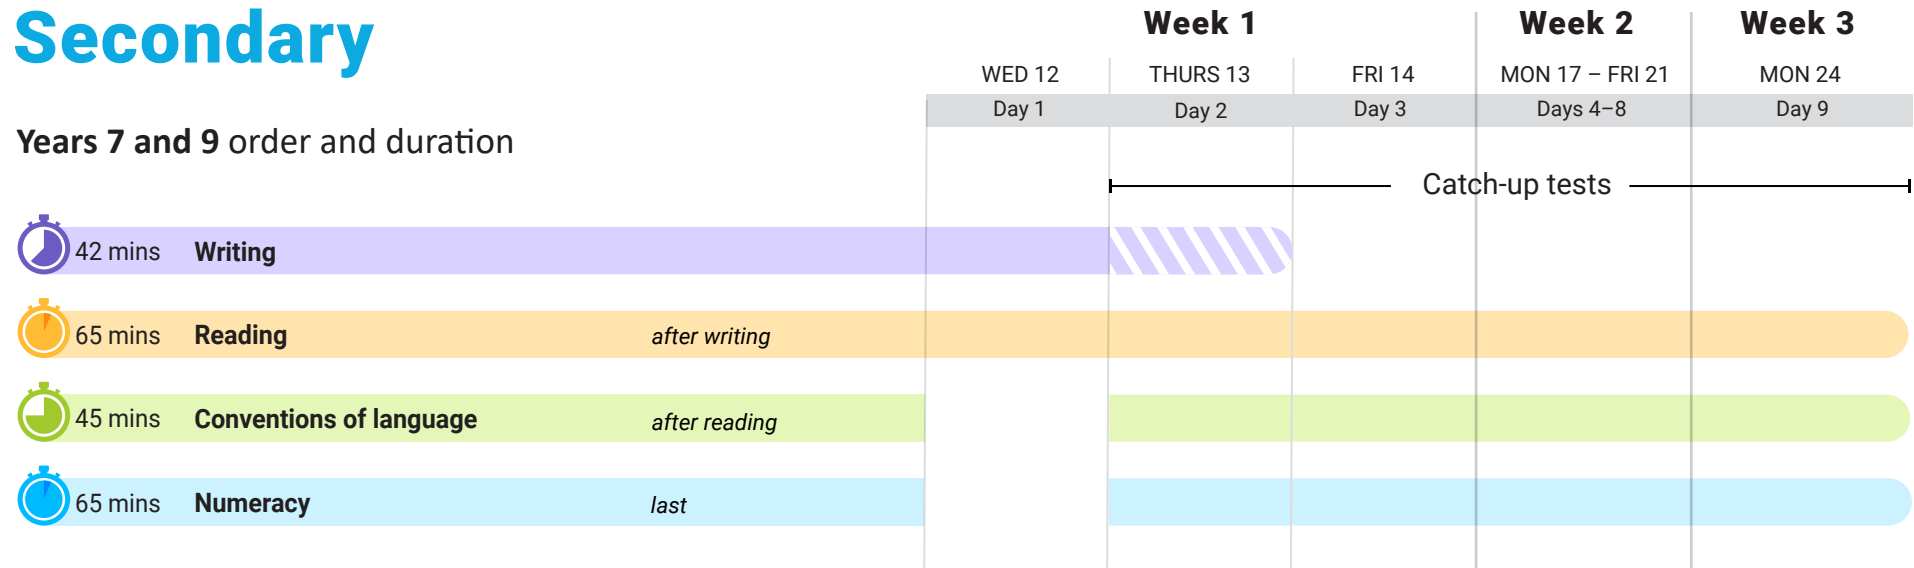 Secondary
Week 1 Week 2 Week 3
WED 12 THURS 13 FRI 14 MON 17 – FRI 21 MON 24
Day 1 Day 2 Day 3 Days 4–8 Day 9
Years 7 and 9 order and duration
Catch-up tests
42 mins Writing
65 mins Reading after writing
45 mins Conventions of language after reading
65 mins Numeracy last